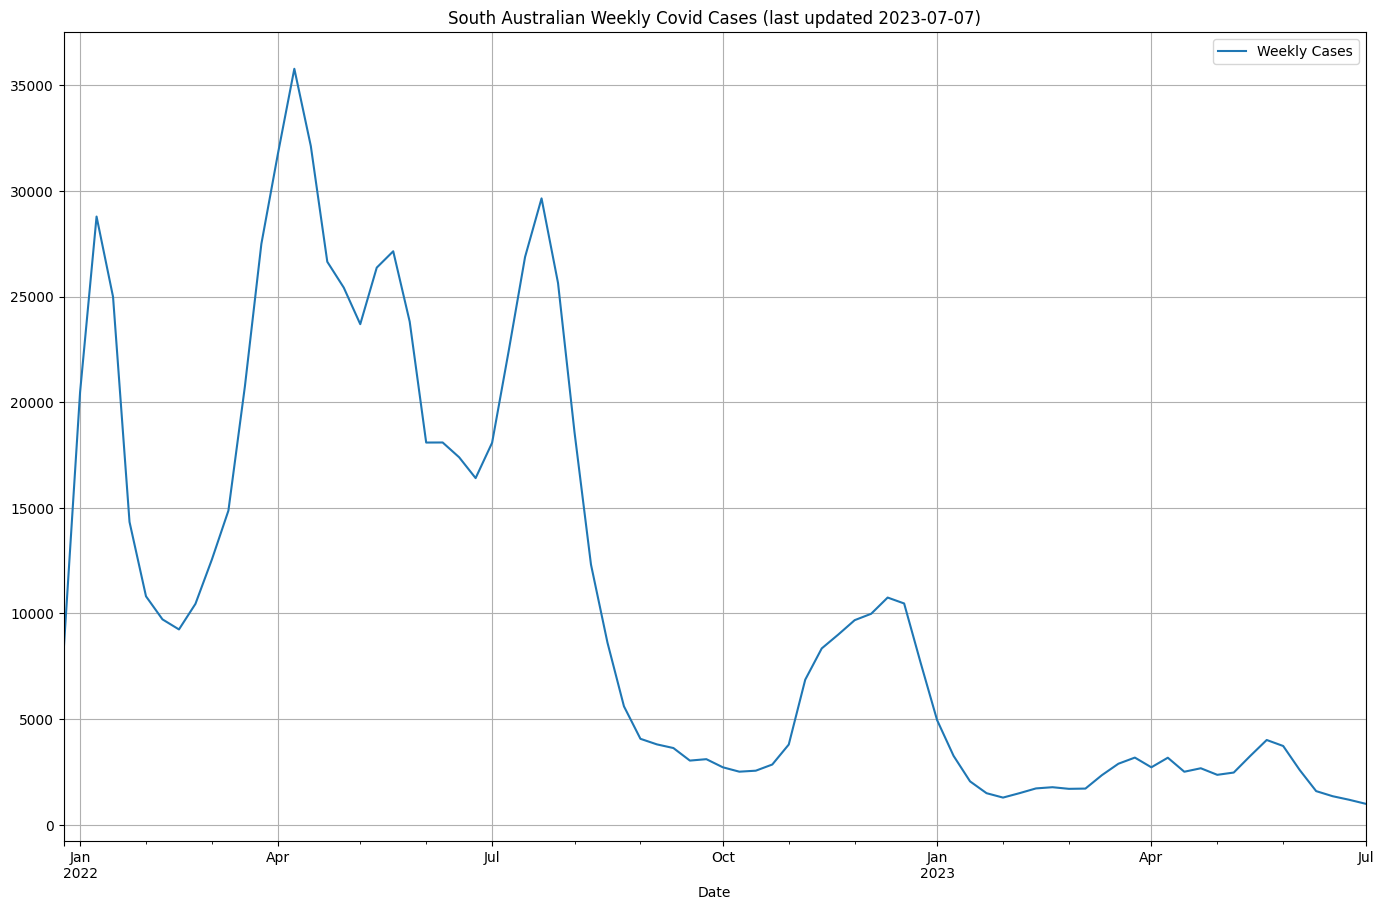 South Australian Weekly Covid Cases (last updated 2023-07-07)
Weekly Cases
35000
30000
25000
20000
15000
10000
5000
0
Jan Apr Jul Oct Jan Apr Jul
2022 2023
Date